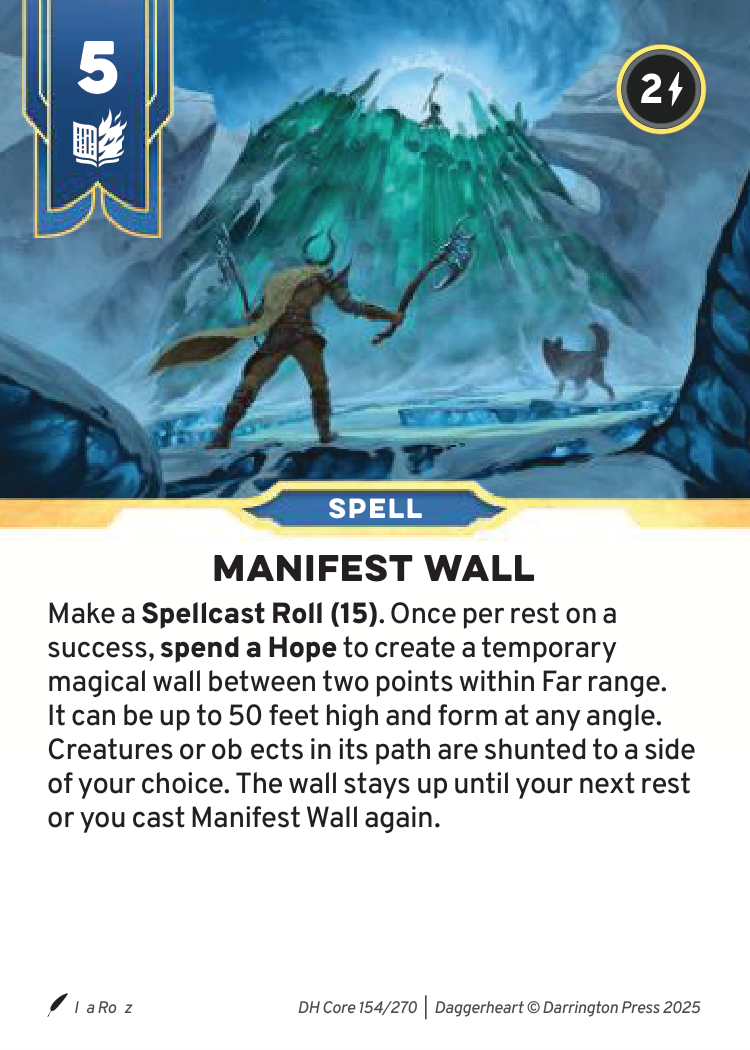 5
2
SPELL
MANIFEST WALL
Make a Spellcast Roll (15). Once per rest on a
success, spend a Hope to create a temporary
magical wall between two points within Far range.
It can be up to 50 feet high and form at any angle.
Creatures or ob ects in its path are shunted to a side
of your choice. The wall stays up until your next rest
or you cast Manifest Wall again.
I a Ro z
DH Core 154/270 | Daggerheart © Darrington Press 2025